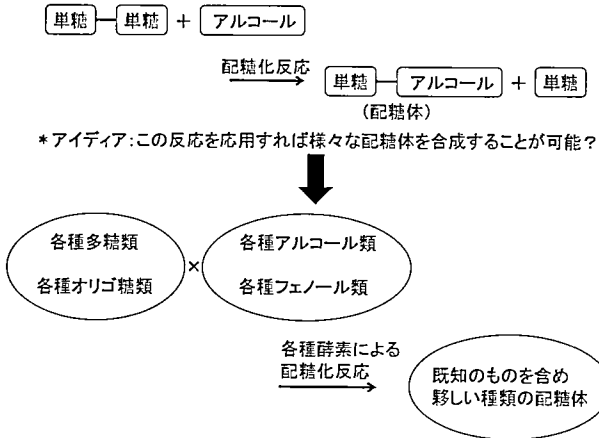 単糖 単糖 + アルコール
配糖化反応
単糖 アルコール + 単糖
(配糖体)
*アイディア:この反応を応用すれば様々な配糖体を合成することが可能?
各種多糖類 各種アルコール類
×
各種オリゴ糖類 各種フェノール類
各種酵素による
配糖化反応
既知のものを含め
夥しい種類の配糖体